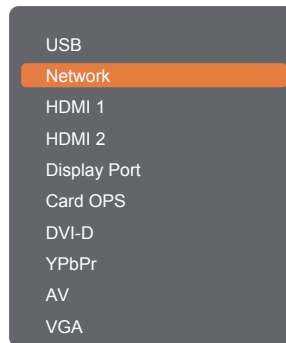 USB
Network
HDMI 1
HDMI 2
Display Port
Card OPS
DVI-D
YPbPr
AV
VGA